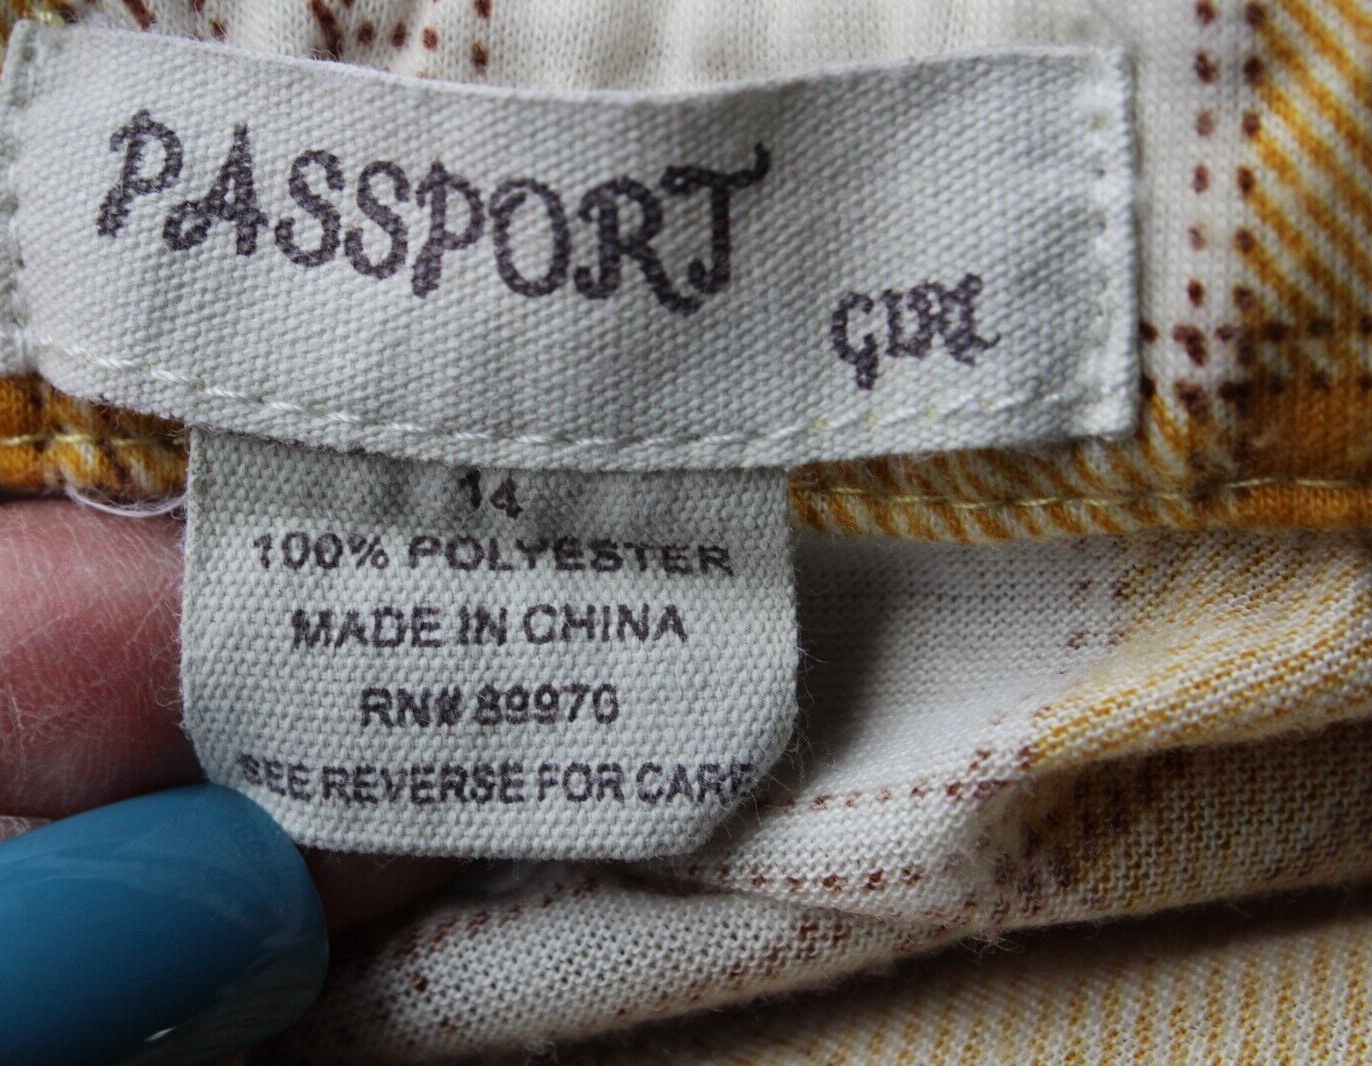 PASSPORT
GIRL
14
100% POLYESTER
MADE IN CHINA
RN# 89970
SEE REVERSE FOR CARE